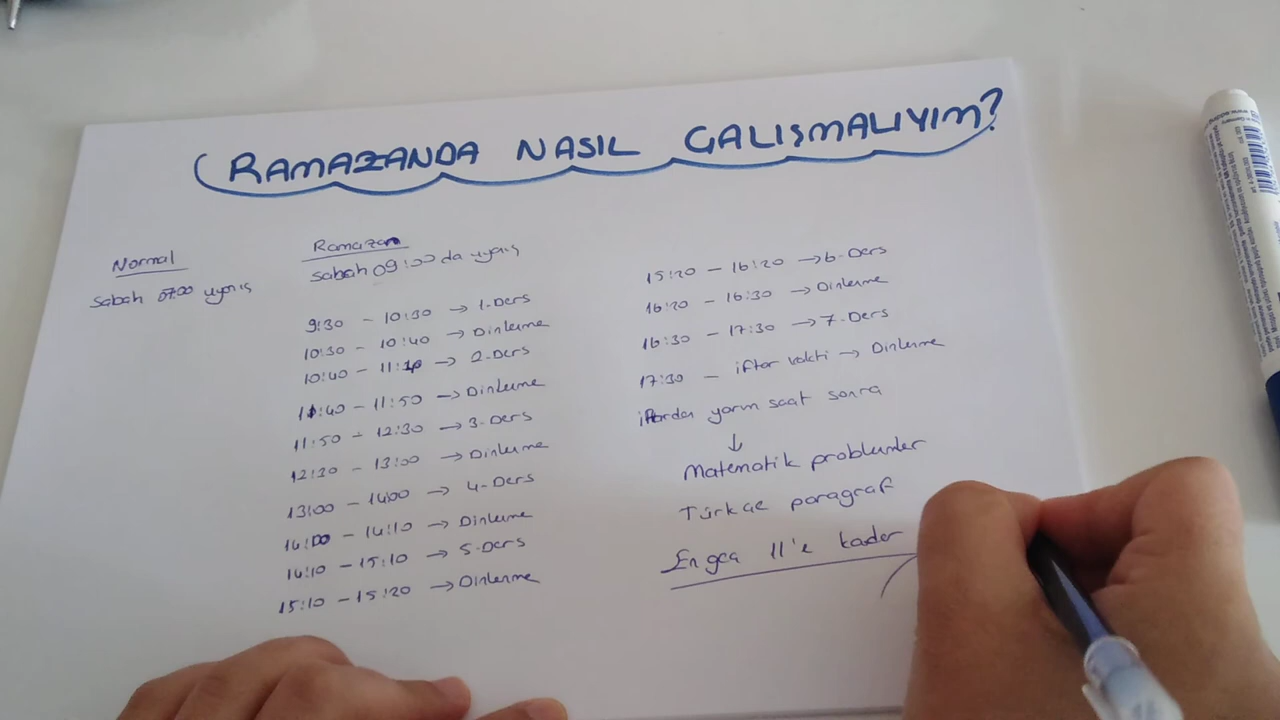 RAMAZANDA NASIL ÇALIŞMALIYIM?
Normal
Sabah 07:00 uyanış
Ramazan
Sabah 09:00 da uyanış
9:30 - 10:30 → 1.Ders
10:30 - 10:40 → Dinlenme
10:40 - 11:40 → 2.Ders
11:40 - 11:50 → Dinlenme
11:50 - 12:30 → 3.Ders
12:30 - 13:00 → Dinlenme
13:00 - 14:00 → 4.Ders
14:00 - 14:10 → Dinlenme
14:10 - 15:10 → 5.Ders
15:10 - 15:20 → Dinlenme
15:20 - 16:20 → 6.Ders
16:20 - 16:30 → Dinlenme
16:30 - 17:30 → 7.Ders
17:30 - iftar vakti → Dinlenme
iftardan yarım saat sonra
↓
Matematik problemler
Türkçe paragraf
En geç 11'e kadar